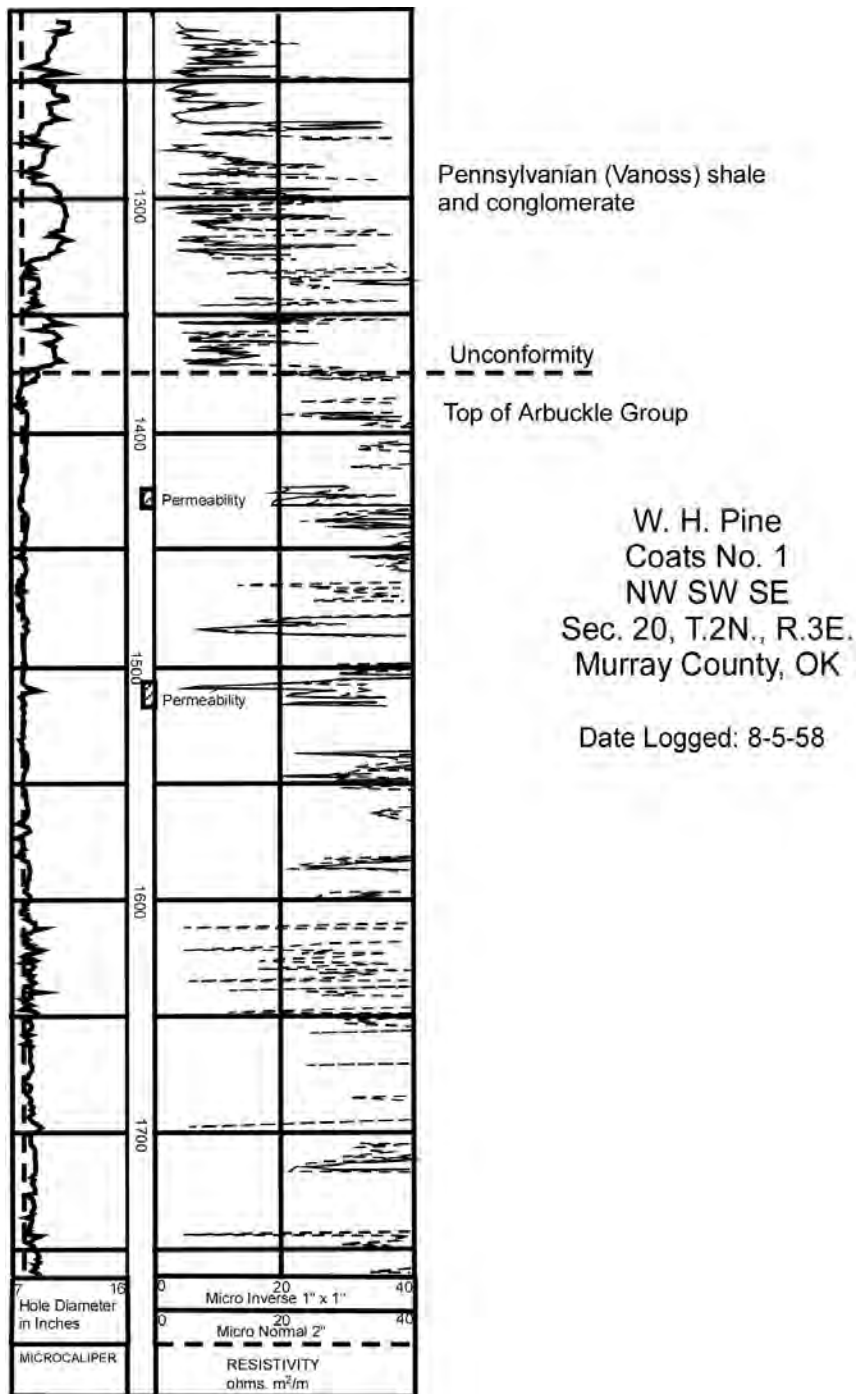 Pennsylvanian (Vanoss) shale
and conglomerate
1300
Unconformity
Top of Arbuckle Group
1400
Permeability
W. H. Pine
Coats No. 1
NW SW SE
Sec. 20, T.2N., R.3E.
Murray County, OK
Date Logged: 8-5-58
1500
Permeability
1600
1700
7 16 0 20 40
Hole Diameter
in Inches
Micro Inverse 1" x 1"
0 20 40
Micro Normal 2"
MICROCALIPER
RESISTIVITY
ohms. m²/m